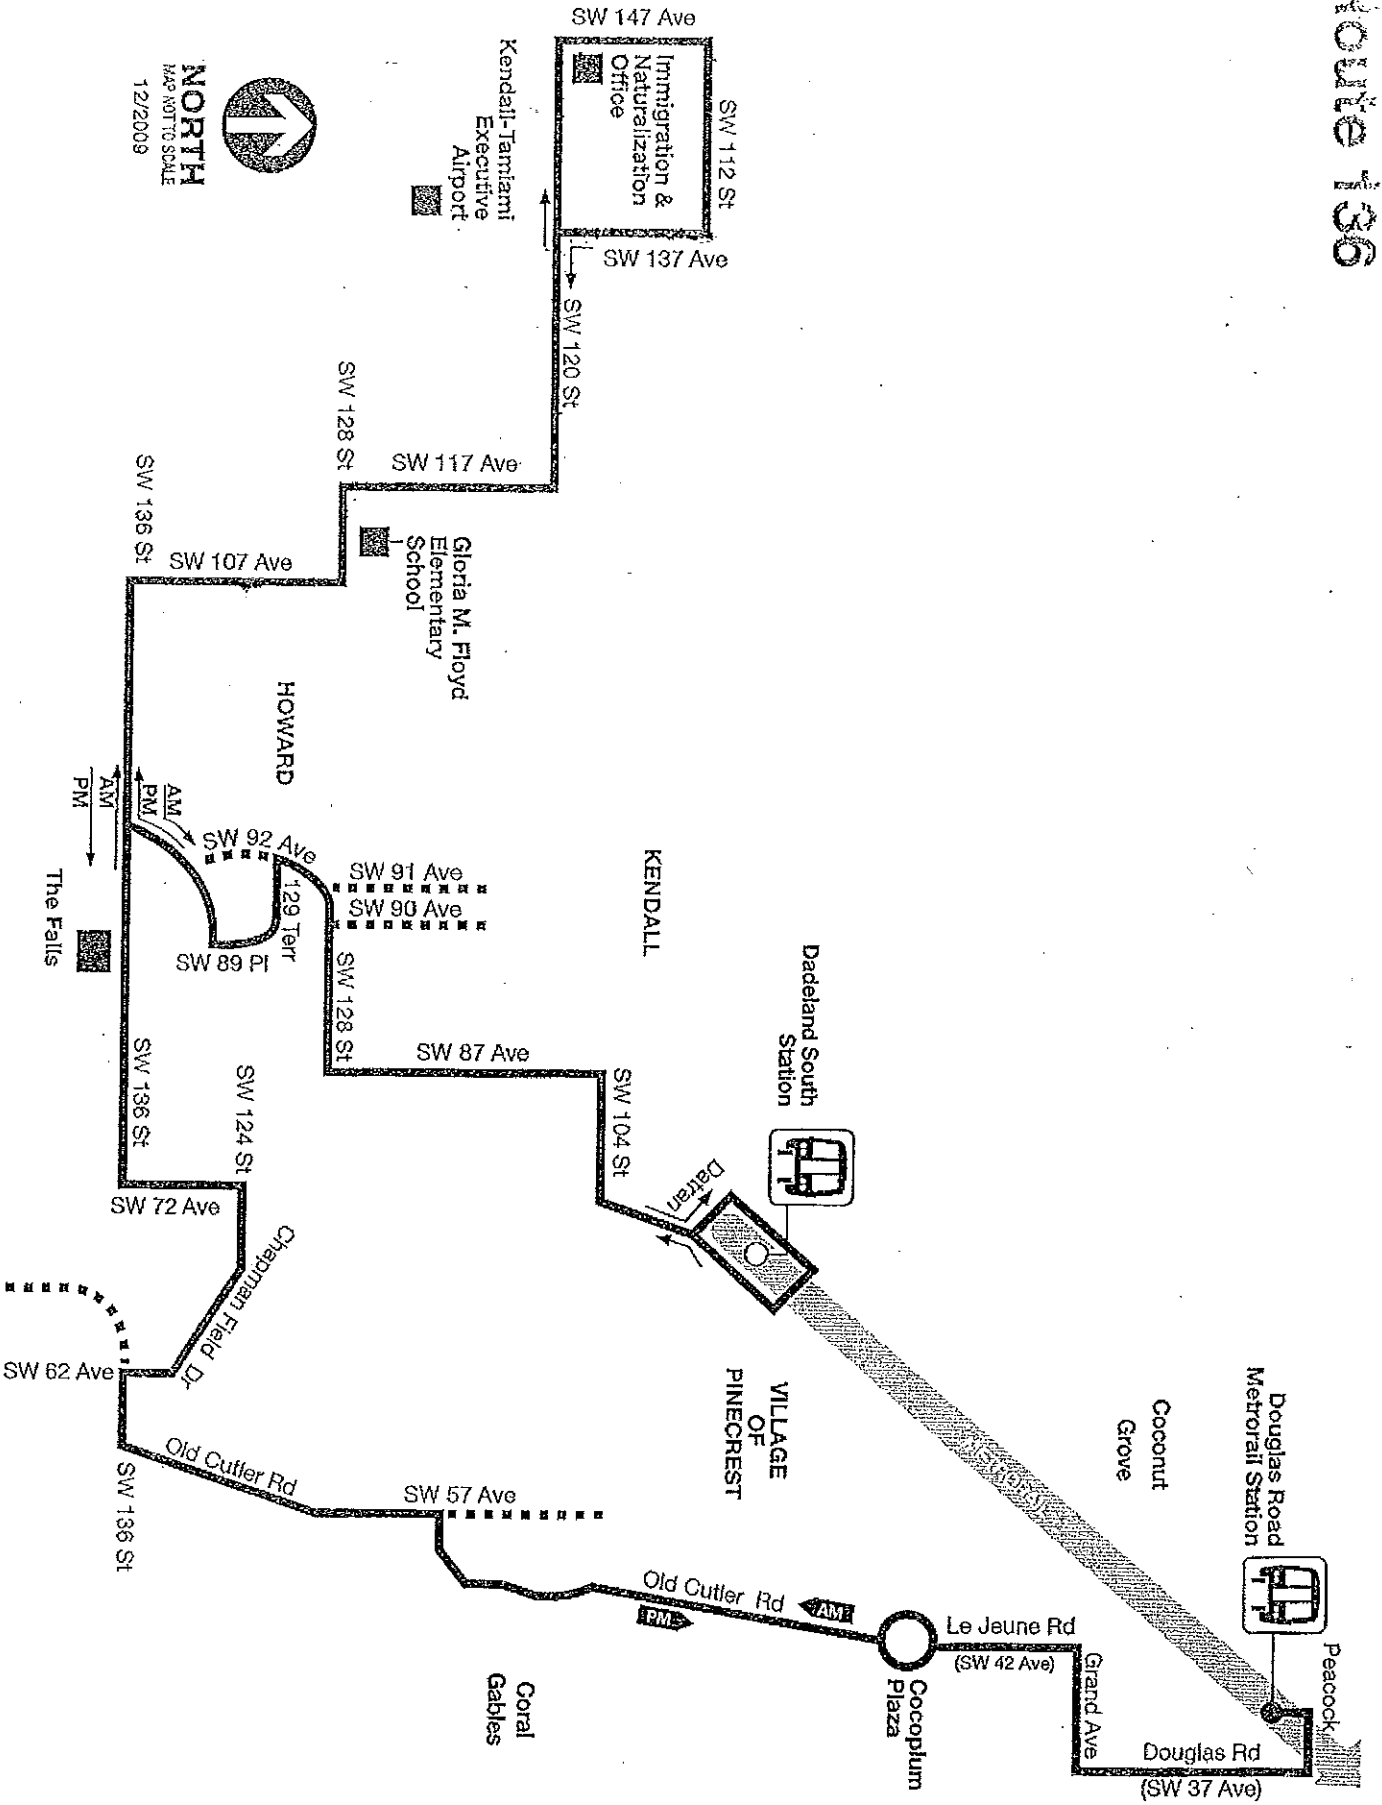 Route 136
SW 147 Ave
SW 112 St
Immigration &
Naturalization
Office
SW 137 Ave
Kendall-Tamiami
Executive
Airport
NORTH
MAP NOT TO SCALE
12/2009
SW 120 St
SW 117 Ave
SW 128 St
Gloria M. Floyd
Elementary
School
SW 107 Ave
SW 136 St
HOWARD
AM
PM
AM
PM
SW 92 Ave
SW 91 Ave
SW 90 Ave
129 Terr
SW 89 Pl
The Falls
KENDALL
SW 128 St
SW 87 Ave
SW 104 St
Dadeland South
Station
Datran
SW 136 St
SW 124 St
SW 72 Ave
Chapman Field Dr
SW 62 Ave
SW 136 St
Old Cutler Rd
SW 57 Ave
VILLAGE
OF
PINECREST
METRORAIL
Coconut
Grove
Douglas Road
Metrorail Station
Peacock
Old Cutler Rd
AM
PM
Le Jeune Rd
(SW 42 Ave)
Cocoplum
Plaza
Grand Ave
Douglas Rd
(SW 37 Ave)
Coral
Gables